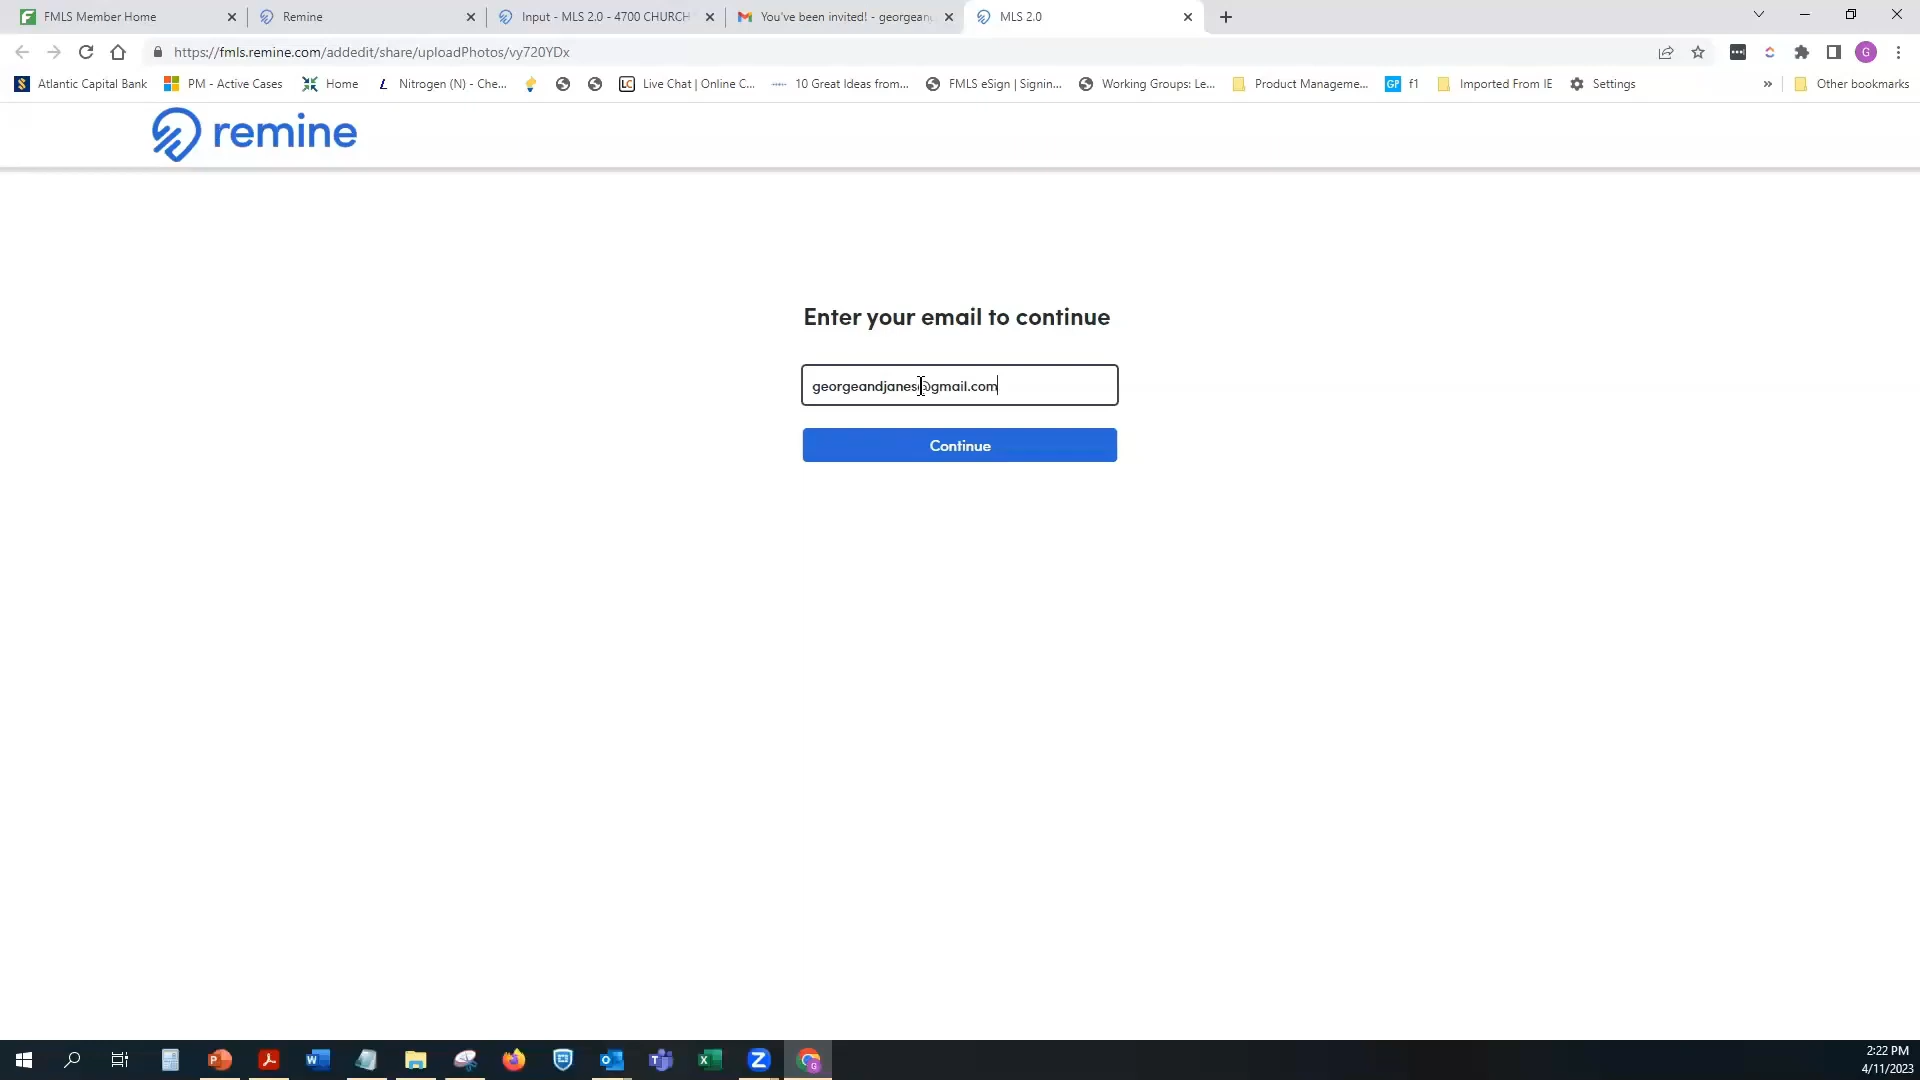 FMLS Member Home
Remine
Input - MLS 2.0 - 4700 CHURCH
You've been invited! - georgean
MLS 2.0
https://fmls.remine.com/addedit/share/uploadPhotos/vy720YDx
G
Atlantic Capital Bank
PM - Active Cases
Home
Nitrogen (N) - Che...
LC Live Chat | Online C...
10 Great Ideas from...
FMLS eSign | Signin...
Working Groups: Le...
Product Manageme...
GP f1
Imported From IE
Settings
»
Other bookmarks
remine
Enter your email to continue
georgeandjanes@gmail.com
Continue
2:22 PM
4/11/2023